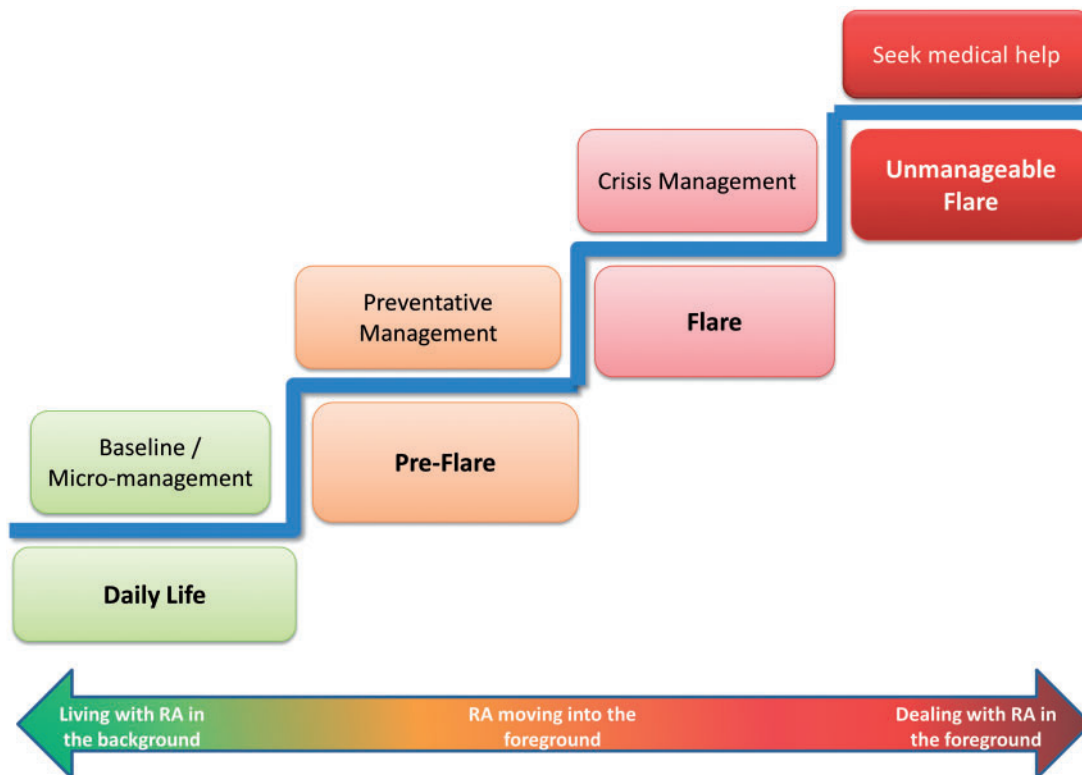 Seek medical help
Unmanageable
Flare
Crisis Management
Flare
Preventative
Management
Pre-Flare
Baseline /
Micro-management
Daily Life
Living with RA in
the background
RA moving into the
foreground
Dealing with RA in
the foreground